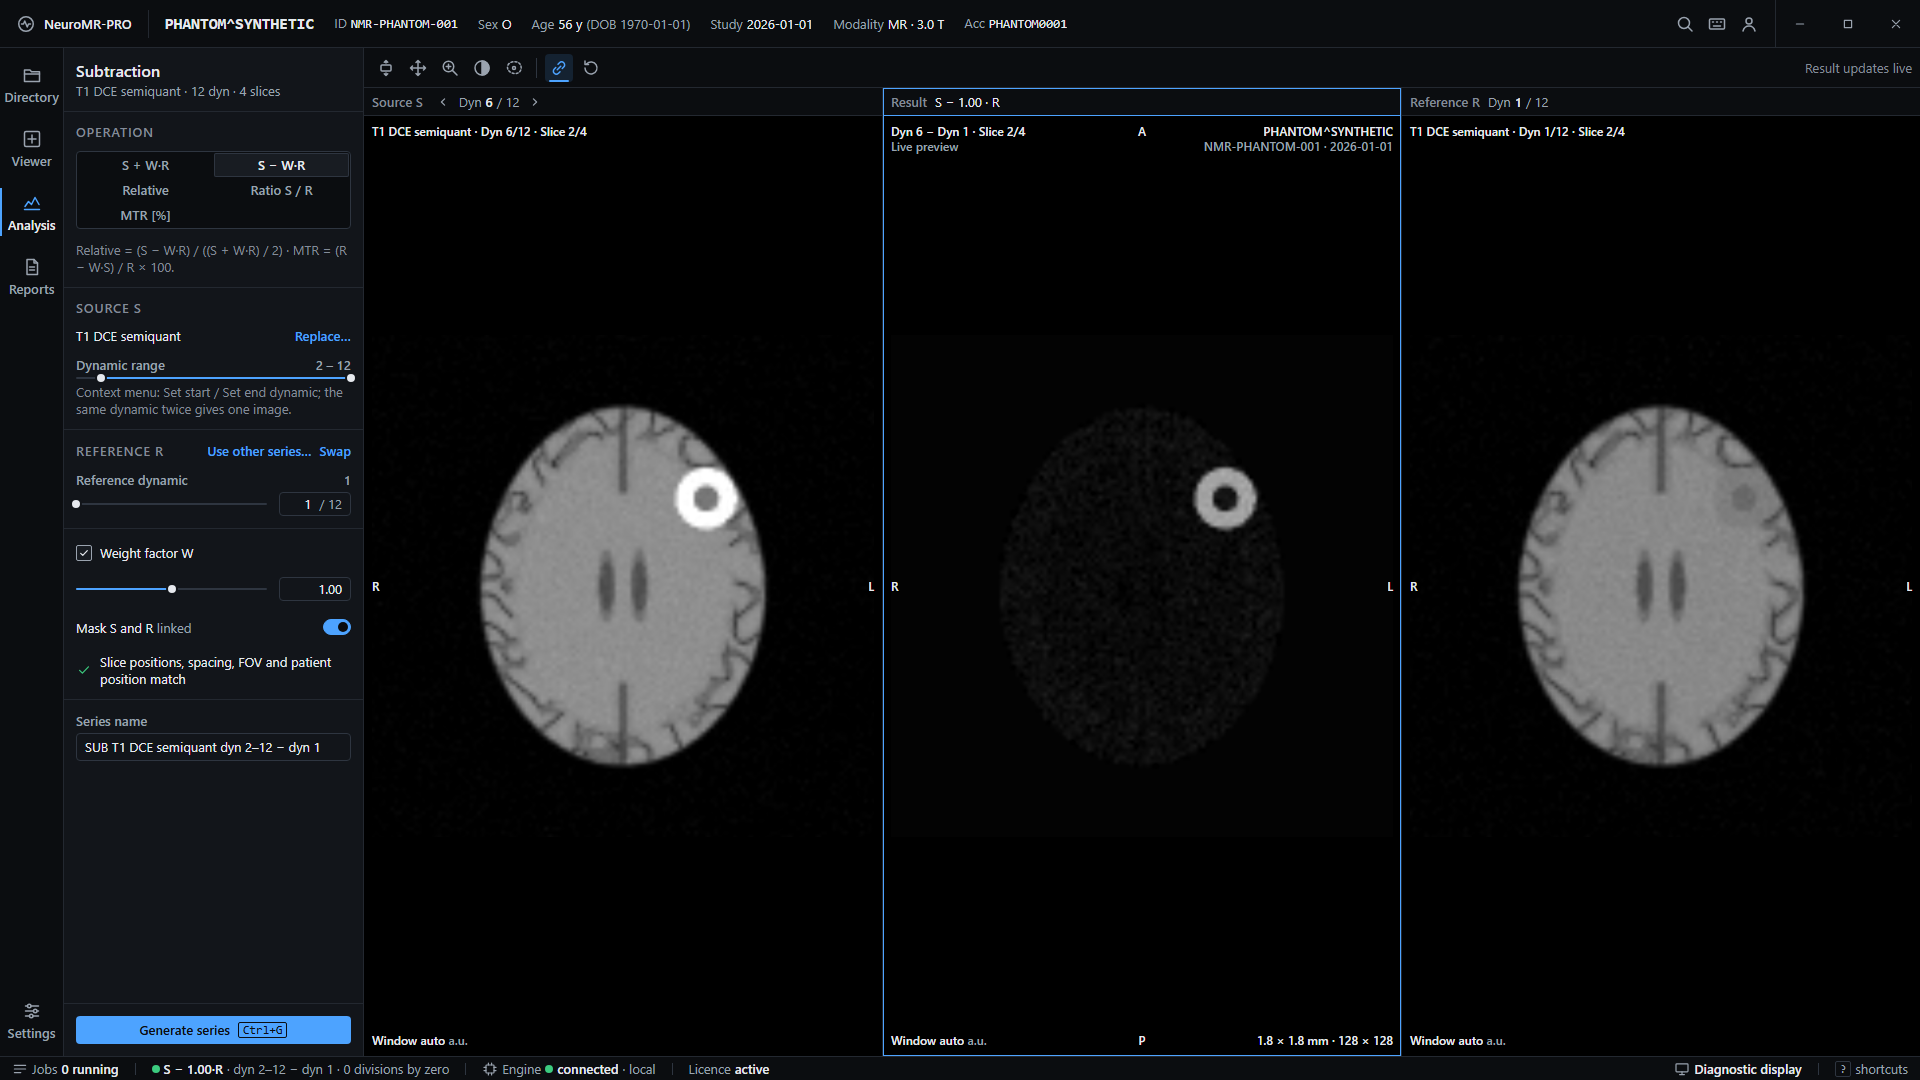 NeuroMR-PRO
PHANTOM^SYNTHETIC
ID NMR-PHANTOM-001
Sex O
Age 56 y (DOB 1970-01-01)
Study 2026-01-01
Modality MR · 3.0 T
Acc PHANTOM0001
Directory
Viewer
Analysis
Reports
Settings
Subtraction
T1 DCE semiquant · 12 dyn · 4 slices
OPERATION
S + W·R
S − W·R
Relative
Ratio S / R
MTR [%]
Relative = (S − W·R) / ((S + W·R) / 2) · MTR = (R
− W·S) / R × 100.
SOURCE S
T1 DCE semiquant
Replace...
Dynamic range
2 – 12
Context menu: Set start / Set end dynamic; the
same dynamic twice gives one image.
REFERENCE R
Use other series...
Swap
Reference dynamic
1
1 / 12
Weight factor W
1.00
Mask S and R linked
Slice positions, spacing, FOV and patient
position match
Series name
SUB T1 DCE semiquant dyn 2–12 − dyn 1
Generate series Ctrl+G
Result updates live
Source S
Dyn 6 / 12
T1 DCE semiquant · Dyn 6/12 · Slice 2/4
R
L
Window auto a.u.
Result S − 1.00 · R
Dyn 6 − Dyn 1 · Slice 2/4
Live preview
A
PHANTOM^SYNTHETIC
NMR-PHANTOM-001 · 2026-01-01
R
L
Window auto a.u.
P
1.8 × 1.8 mm · 128 × 128
Reference R Dyn 1 / 12
T1 DCE semiquant · Dyn 1/12 · Slice 2/4
R
L
Window auto a.u.
Jobs 0 running
S − 1.00·R · dyn 2–12 − dyn 1 · 0 divisions by zero
Engine connected · local
Licence active
Diagnostic display
? shortcuts